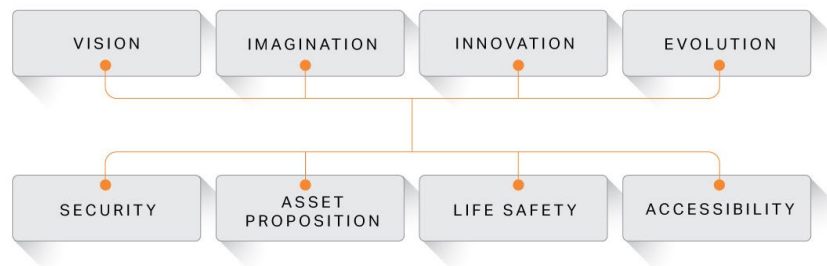 VISION
IMAGINATION
INNOVATION
EVOLUTION
SECURITY
ASSET
PROPOSITION
LIFE SAFETY
ACCESSIBILITY